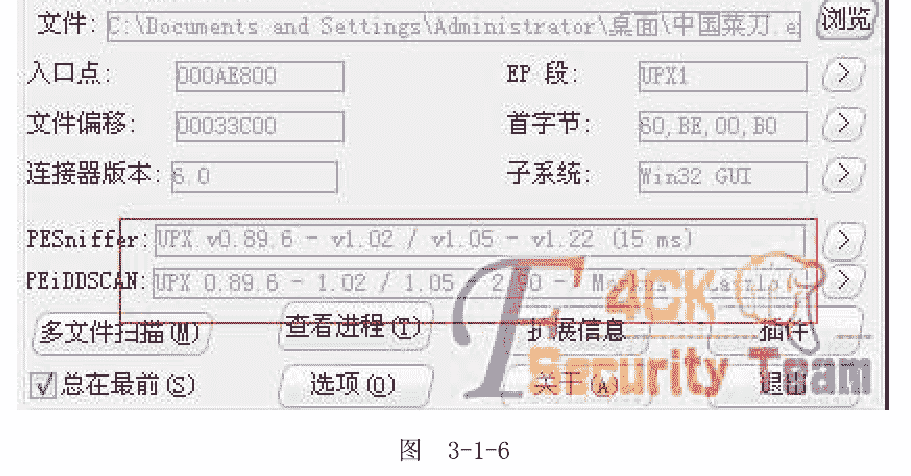 文件: C:\Documents and Settings\Administrator\桌面\中国菜刀.e 浏览
入口点: 000AE800 EP 段: UPX1 >
文件偏移: 00033C00 首字节: 60,BE,00,B0 >
连接器版本: 6.0 子系统: Win32 GUI >
PESniffer: UPX v0.89.6 - v1.02 / v1.05 - v1.22 (15 ms) >
PEiDDSCAN: UPX 0.89.6 - 1.02 / 1.05 - 2.90 - >
多文件扫描(M) 查看进程(T) 扩展信息 插件
总在最前(S) 选项(O) 关于(A) 退出
F4CK
Security Team
图 3-1-6